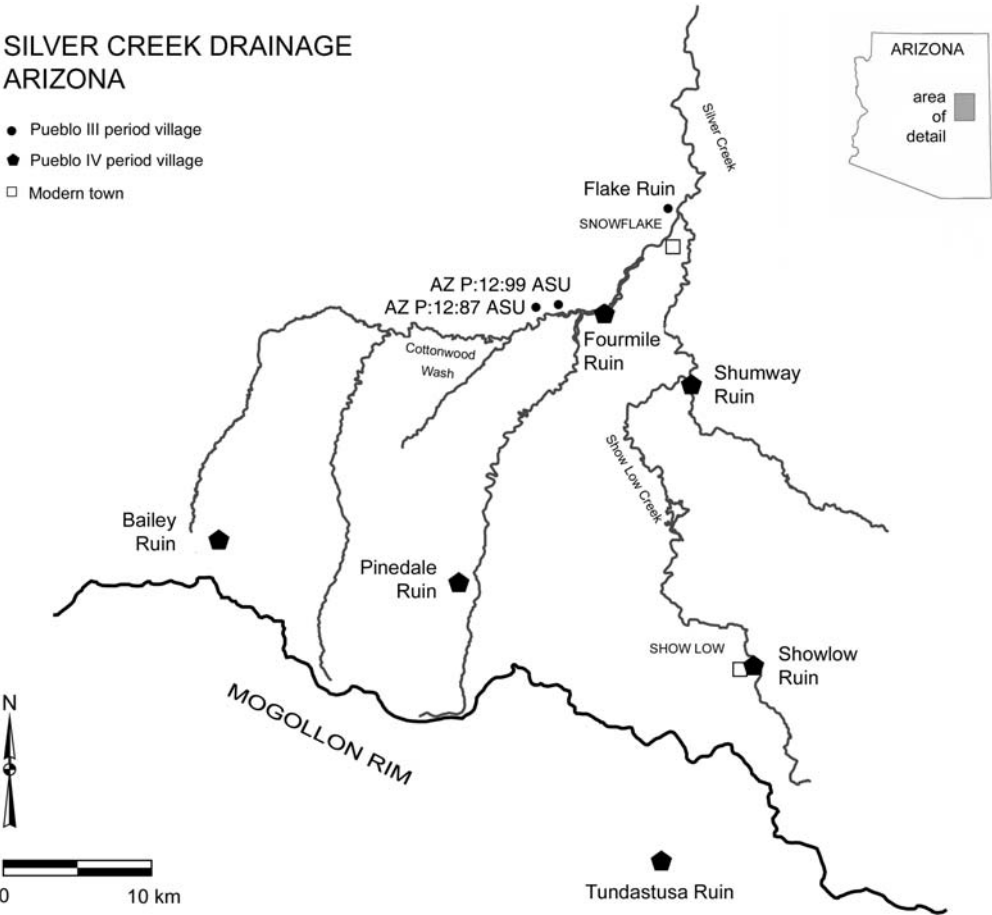 SILVER CREEK DRAINAGE
ARIZONA
Pueblo III period village
Pueblo IV period village
Modern town
ARIZONA
area
of
detail
Silver Creek
Flake Ruin
SNOWFLAKE
AZ P:12:99 ASU
AZ P:12:87 ASU
Cottonwood
Wash
Fourmile
Ruin
Shumway
Ruin
Show Low Creek
Bailey
Ruin
Pinedale
Ruin
SHOW LOW
Showlow
Ruin
MOGOLLON RIM
N
0 10 km
Tundastusa Ruin